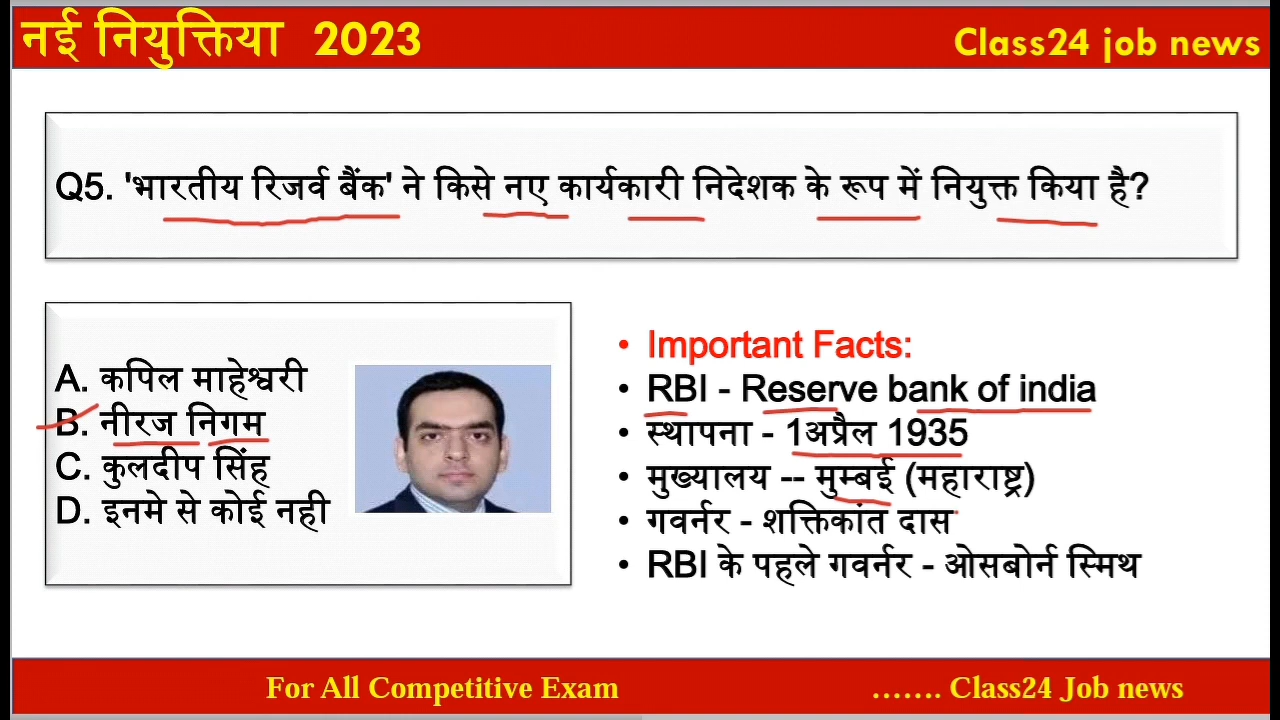 नई नियुक्तिया 2023
Class24 job news
Q5. 'भारतीय रिजर्व बैंक' ने किसे नए कार्यकारी निदेशक के रूप में नियुक्त किया है?
A. कपिल माहेश्वरी
B. नीरज निगम
C. कुलदीप सिंह
D. इनमे से कोई नही
• Important Facts:
• RBI - Reserve bank of india
• स्थापना - 1अप्रैल 1935
• मुख्यालय -- मुम्बई (महाराष्ट्र)
• गवर्नर - शक्तिकांत दास
• RBI के पहले गवर्नर - ओसबोर्न स्मिथ
For All Competitive Exam
....... Class24 Job news